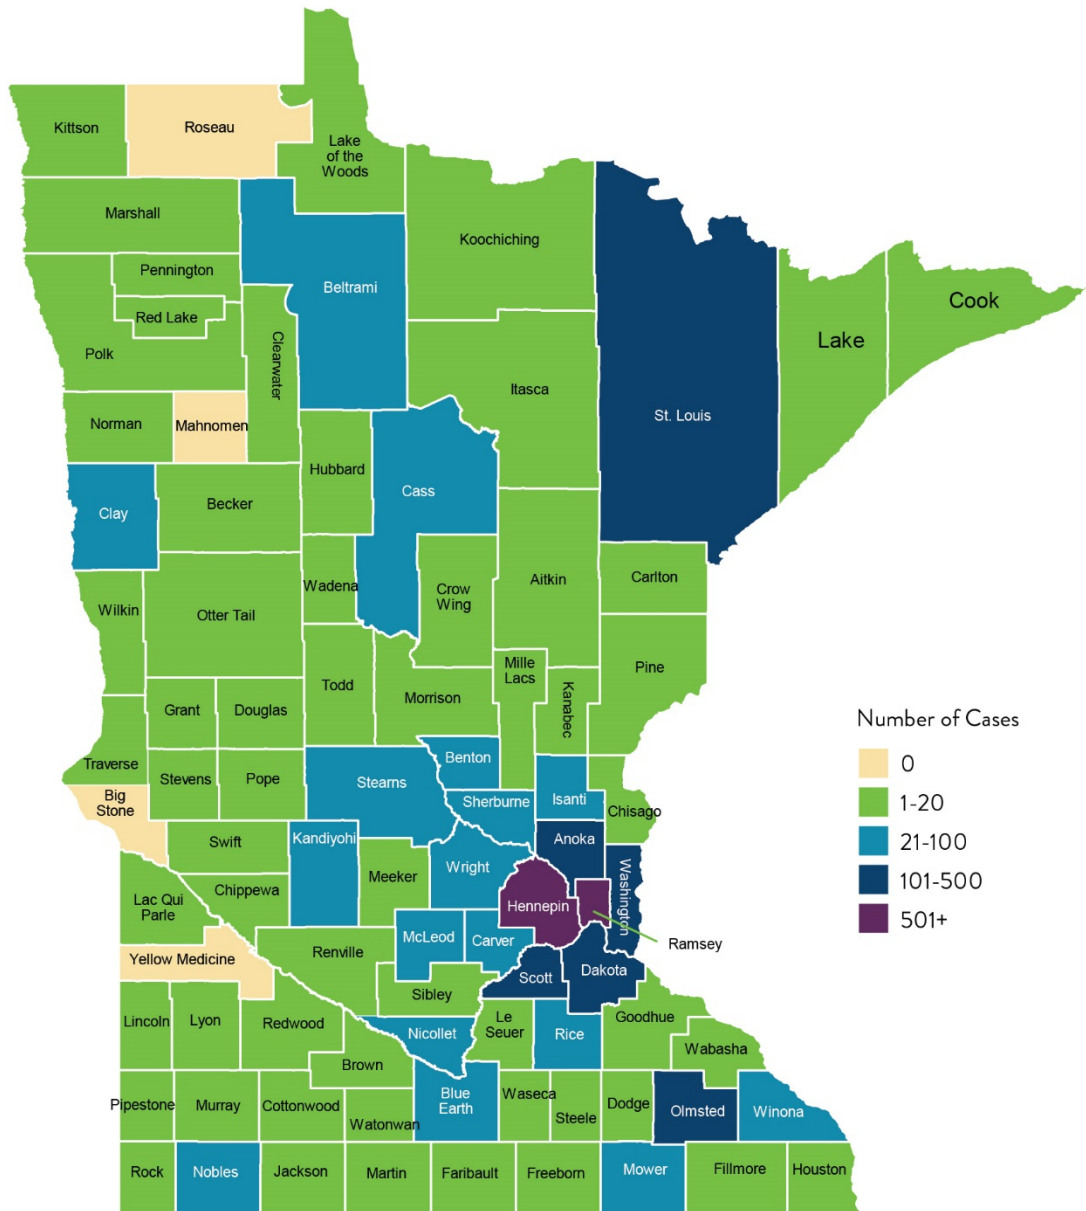 Kittson
Roseau
Lake
of the
Woods
Marshall
Koochiching
Pennington
Beltrami
Red Lake
Cook
Lake
Clearwater
Polk
Itasca
St. Louis
Norman
Mahnomen
Hubbard
Cass
Becker
Clay
Wadena
Crow
Wing
Aitkin
Carlton
Wilkin
Otter Tail
Mille
Lacs
Pine
Todd
Morrison
Kanabec
Grant
Douglas
Traverse
Stevens
Pope
Benton
Stearns
Big
Stone
Sherburne
Isanti
Chisago
Swift
Kandiyohi
Anoka
Wright
Washington
Meeker
Chippewa
Lac Qui
Parle
Hennepin
Ramsey
McLeod
Carver
Yellow Medicine
Renville
Dakota
Scott
Sibley
Lincoln
Lyon
Redwood
Nicollet
Le
Seuer
Rice
Goodhue
Wabasha
Brown
Pipestone
Murray
Cottonwood
Watonwan
Blue
Earth
Waseca
Steele
Dodge
Olmsted
Winona
Rock
Nobles
Jackson
Martin
Faribault
Freeborn
Mower
Fillmore
Houston
Number of Cases
0
1-20
21-100
101-500
501+